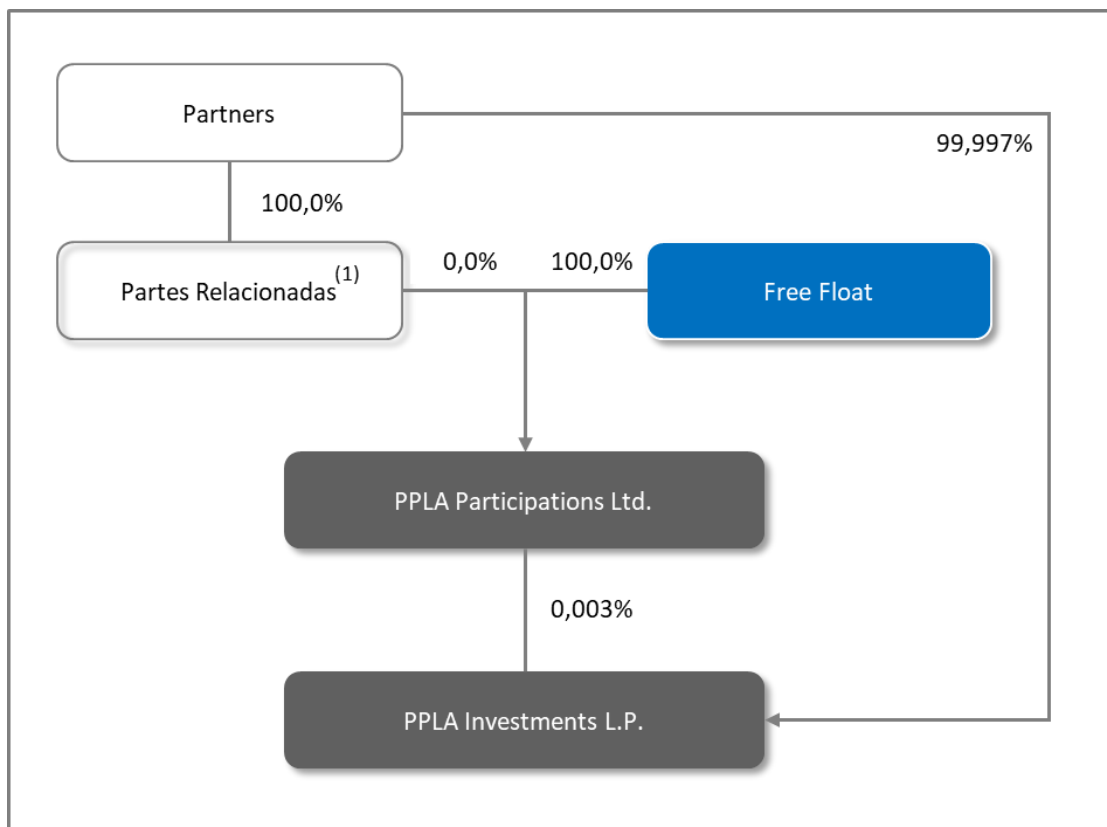 Partners
99,997%
100,0%
Partes Relacionadas(1)
0,0%
100,0%
Free Float
PPLA Participations Ltd.
0,003%
PPLA Investments L.P.